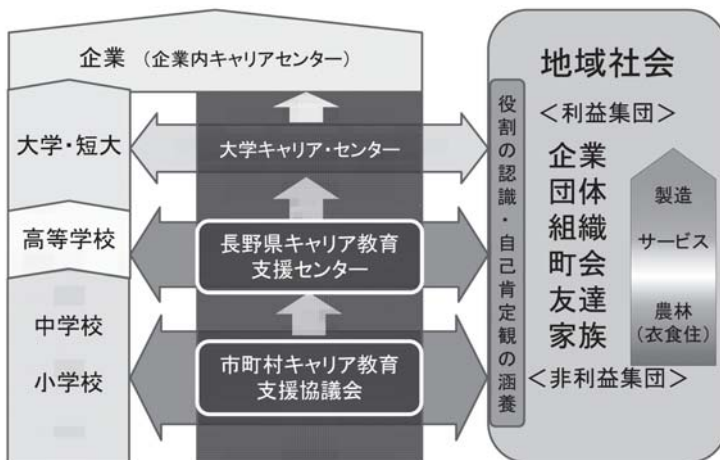 企業（企業内キャリアセンター）
大学・短大
高等学校
中学校
小学校
大学キャリア・センター
長野県キャリア教育
支援センター
市町村キャリア教育
支援協議会
役割の認識・自己肯定観の涵養
地域社会
＜利益集団＞
企業
団体
組織
町会
友達
家族
＜非利益集団＞
製造
サービス
農林
（衣食住）